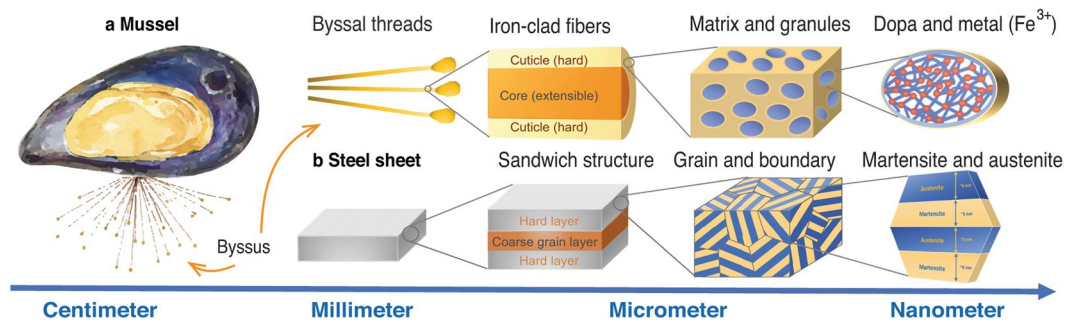 a Mussel
Byssal threads
Iron-clad fibers
Matrix and granules
Dopa and metal (Fe3+)
Cuticle (hard)
Core (extensible)
Cuticle (hard)
b Steel sheet
Sandwich structure
Grain and boundary
Martensite and austenite
Byssus
Hard layer
Coarse grain layer
Hard layer
Austenite
Martensite
Austenite
Martensite
Centimeter
Millimeter
Micrometer
Nanometer